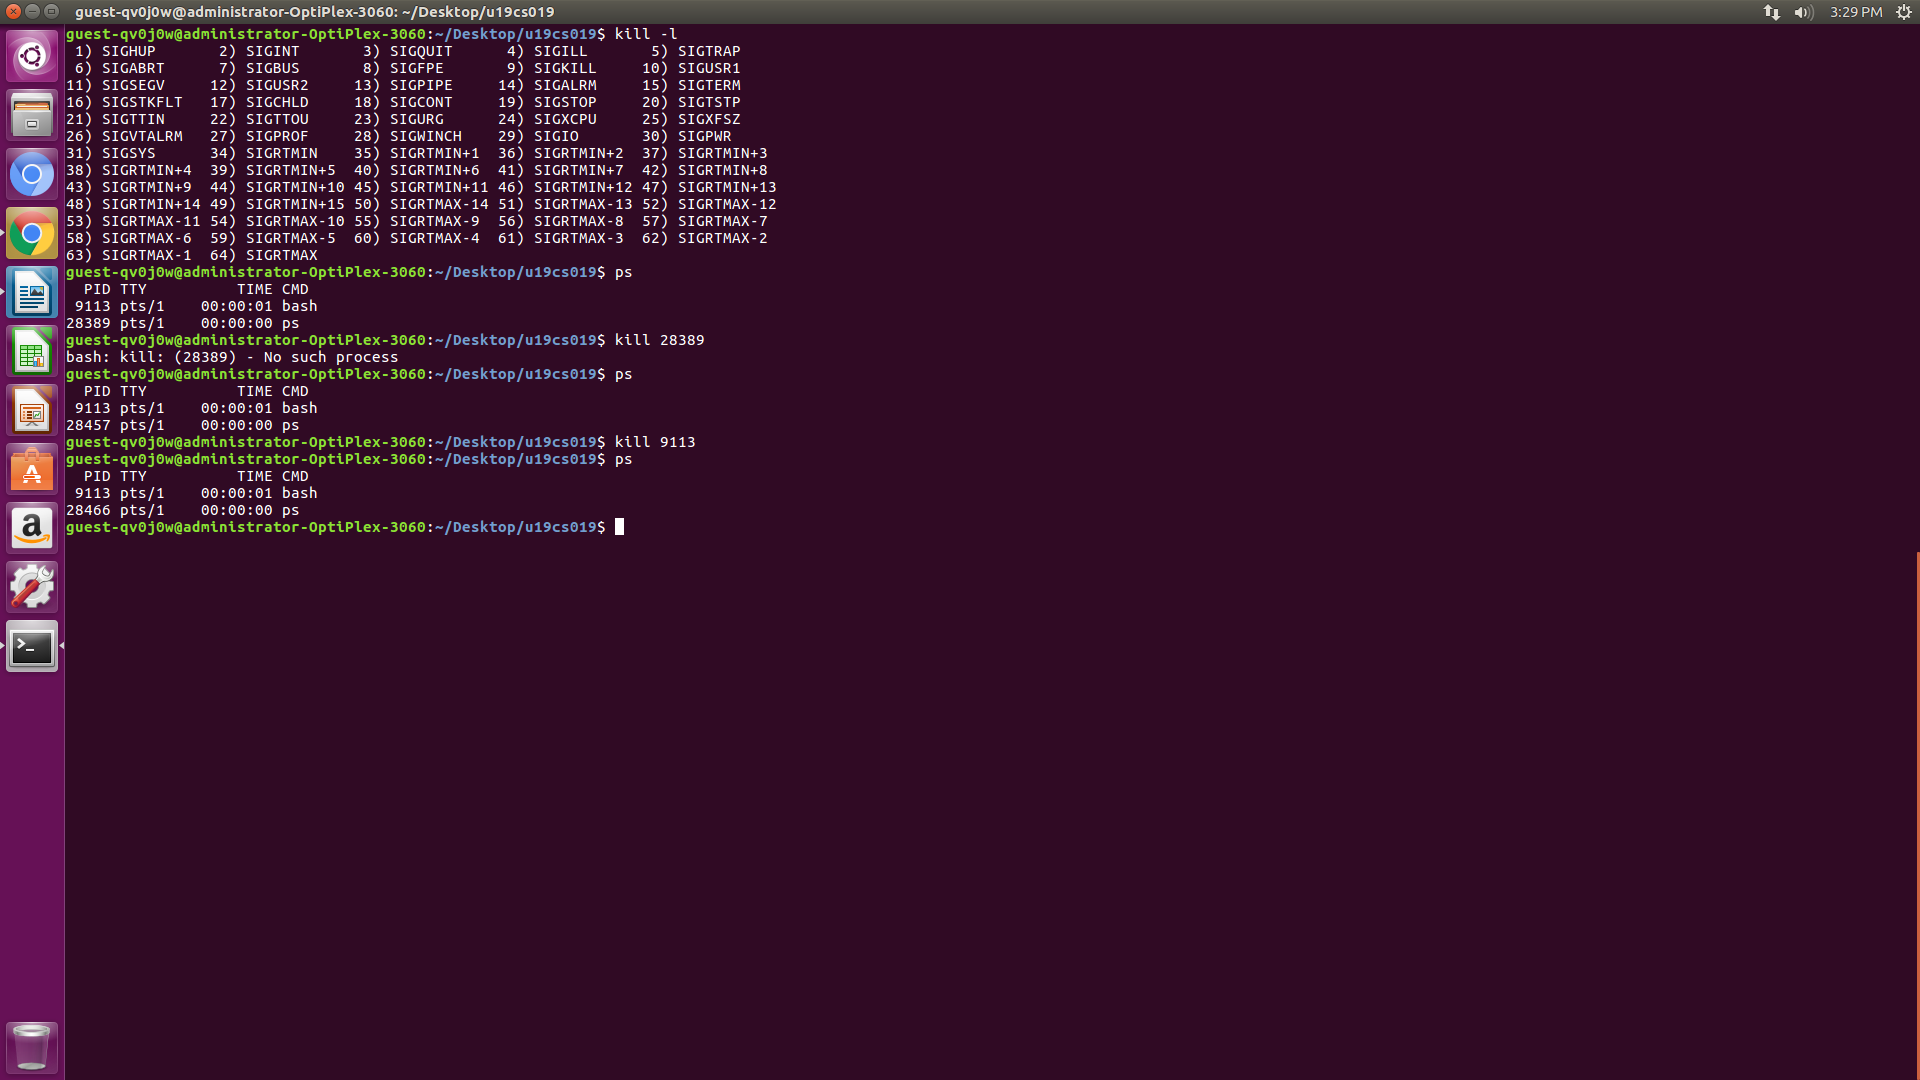 guest-qv0j0w@administrator-OptiPlex-3060: ~/Desktop/u19cs019
3:29 PM
guest-qv0j0w@administrator-OptiPlex-3060:~/Desktop/u19cs019$ kill -l
 1) SIGHUP       2) SIGINT       3) SIGQUIT      4) SIGILL       5) SIGTRAP
 6) SIGABRT      7) SIGBUS       8) SIGFPE       9) SIGKILL     10) SIGUSR1
11) SIGSEGV     12) SIGUSR2     13) SIGPIPE     14) SIGALRM     15) SIGTERM
16) SIGSTKFLT   17) SIGCHLD     18) SIGCONT     19) SIGSTOP     20) SIGTSTP
21) SIGTTIN     22) SIGTTOU     23) SIGURG      24) SIGXCPU     25) SIGXFSZ
26) SIGVTALRM   27) SIGPROF     28) SIGWINCH    29) SIGIO       30) SIGPWR
31) SIGSYS      34) SIGRTMIN    35) SIGRTMIN+1  36) SIGRTMIN+2  37) SIGRTMIN+3
38) SIGRTMIN+4  39) SIGRTMIN+5  40) SIGRTMIN+6  41) SIGRTMIN+7  42) SIGRTMIN+8
43) SIGRTMIN+9  44) SIGRTMIN+10 45) SIGRTMIN+11 46) SIGRTMIN+12 47) SIGRTMIN+13
48) SIGRTMIN+14 49) SIGRTMIN+15 50) SIGRTMAX-14 51) SIGRTMAX-13 52) SIGRTMAX-12
53) SIGRTMAX-11 54) SIGRTMAX-10 55) SIGRTMAX-9  56) SIGRTMAX-8  57) SIGRTMAX-7
58) SIGRTMAX-6  59) SIGRTMAX-5  60) SIGRTMAX-4  61) SIGRTMAX-3  62) SIGRTMAX-2
63) SIGRTMAX-1  64) SIGRTMAX
guest-qv0j0w@administrator-OptiPlex-3060:~/Desktop/u19cs019$ ps
  PID TTY          TIME CMD
 9113 pts/1    00:00:01 bash
28389 pts/1    00:00:00 ps
guest-qv0j0w@administrator-OptiPlex-3060:~/Desktop/u19cs019$ kill 28389
bash: kill: (28389) - No such process
guest-qv0j0w@administrator-OptiPlex-3060:~/Desktop/u19cs019$ ps
  PID TTY          TIME CMD
 9113 pts/1    00:00:01 bash
28457 pts/1    00:00:00 ps
guest-qv0j0w@administrator-OptiPlex-3060:~/Desktop/u19cs019$ kill 9113
guest-qv0j0w@administrator-OptiPlex-3060:~/Desktop/u19cs019$ ps
  PID TTY          TIME CMD
 9113 pts/1    00:00:01 bash
28466 pts/1    00:00:00 ps
guest-qv0j0w@administrator-OptiPlex-3060:~/Desktop/u19cs019$